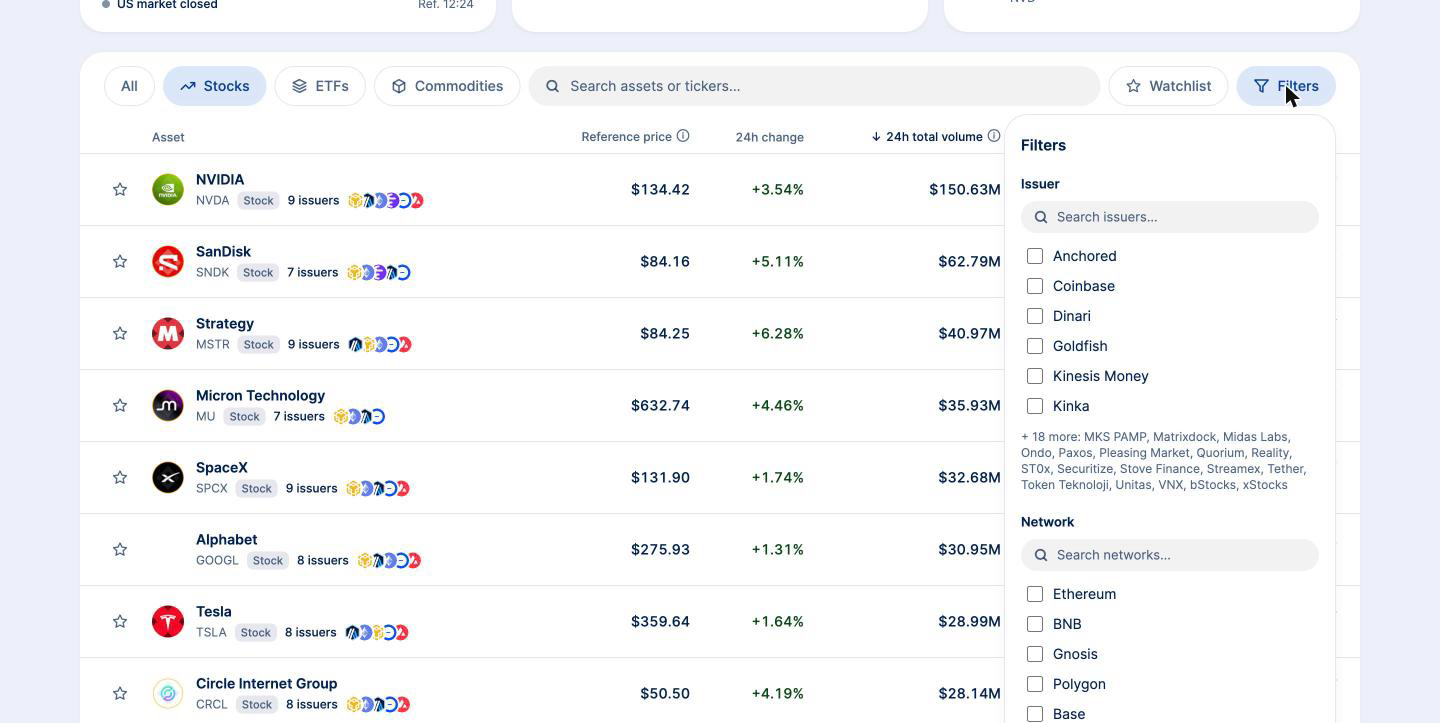 US market closed
Ref. 12:24
All
Stocks
ETFs
Commodities
Search assets or tickers...
Watchlist
Filters
Asset
Reference price
24h change
↓ 24h total volume
NVIDIA
NVDA Stock 9 issuers
$134.42
+3.54%
$150.63M
SanDisk
SNDK Stock 7 issuers
$84.16
+5.11%
$62.79M
Strategy
MSTR Stock 9 issuers
$84.25
+6.28%
$40.97M
Micron Technology
MU Stock 7 issuers
$632.74
+4.46%
$35.93M
SpaceX
SPCX Stock 9 issuers
$131.90
+1.74%
$32.68M
Alphabet
GOOGL Stock 8 issuers
$275.93
+1.31%
$30.95M
Tesla
TSLA Stock 8 issuers
$359.64
+1.64%
$28.99M
Circle Internet Group
CRCL Stock 8 issuers
$50.50
+4.19%
$28.14M
Filters
Issuer
Search issuers...
Anchored
Coinbase
Dinari
Goldfish
Kinesis Money
Kinka
+ 18 more: MKS PAMP, Matrixdock, Midas Labs,
Ondo, Paxos, Pleasing Market, Quorium, Reality,
ST0x, Securitize, Stove Finance, Streamex, Tether,
Token Teknoloji, Unitas, VNX, bStocks, xStocks
Network
Search networks...
Ethereum
BNB
Gnosis
Polygon
Base